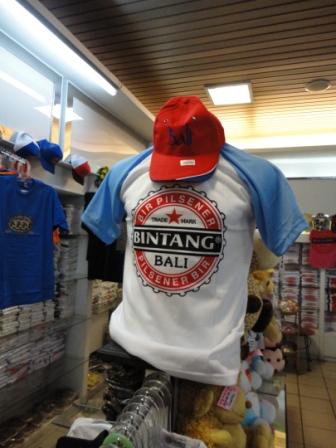 BIR PILSENER
TRADE MARK
BINTANG®
BALI
PILSENER BIR